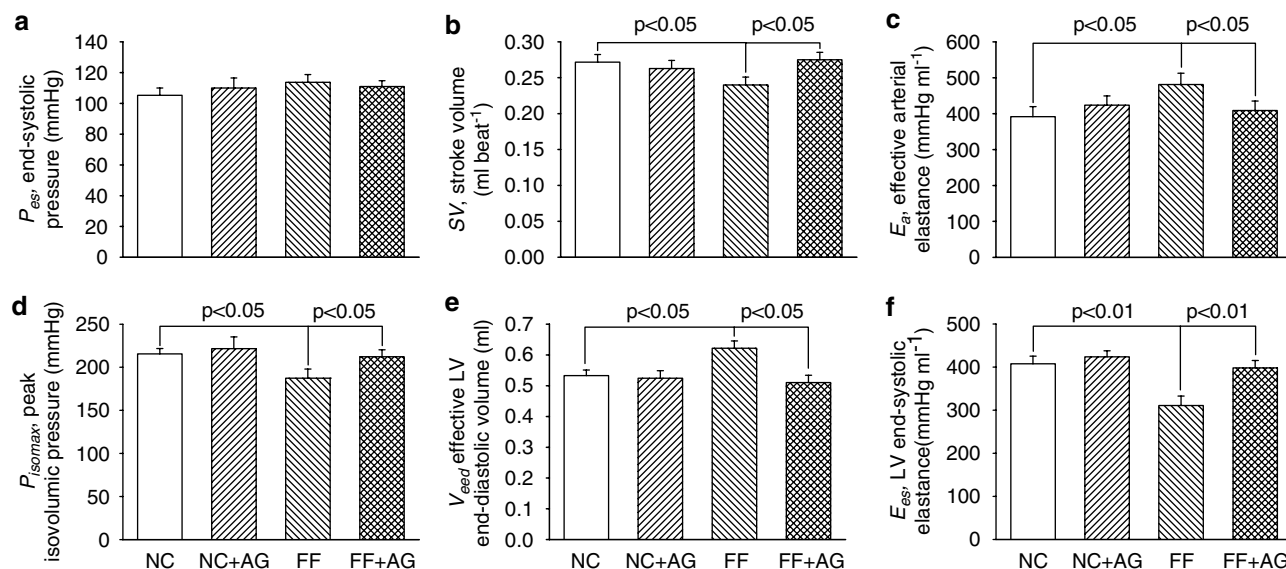 a
P_es, end-systolic
pressure (mmHg)
140
120
100
80
60
40
20
0
b
SV, stroke volume
(ml beat⁻¹)
0.30
0.25
0.20
0.15
0.10
0.05
0.00
p<0.05 p<0.05
c
E_a, effective arterial
elastance (mmHg ml⁻¹)
600
500
400
300
200
100
0
p<0.05 p<0.05
d
P_isomax, peak
isovolumic pressure (mmHg)
250
200
150
100
50
0
p<0.05 p<0.05
NC NC+AG FF FF+AG
e
V_eed effective LV
end-diastolic volume (ml)
0.7
0.6
0.5
0.4
0.3
0.2
0.1
0.0
p<0.05 p<0.05
NC NC+AG FF FF+AG
f
E_es, LV end-systolic
elastance(mmHg ml⁻¹)
500
400
300
200
100
0
p<0.01 p<0.01
NC NC+AG FF FF+AG